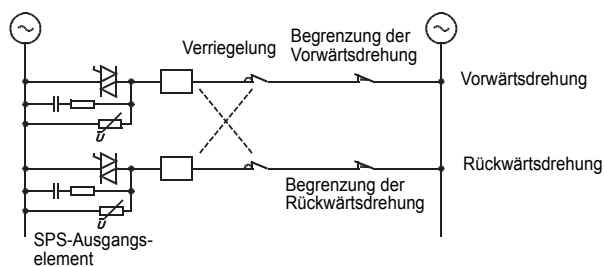 Verriegelung
Begrenzung der
Vorwärtsdrehung
Vorwärtsdrehung
U
Rückwärtsdrehung
Begrenzung der
Rückwärtsdrehung
U
SPS-Ausgangs-
element